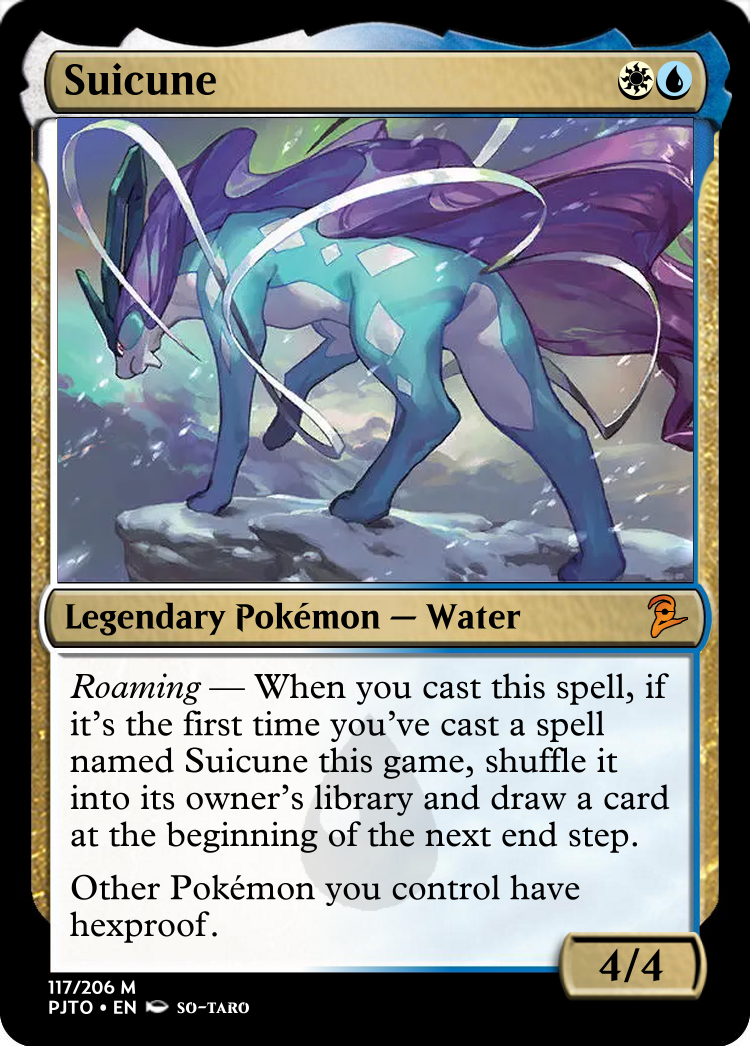 Suicune
Legendary Pokémon — Water
Roaming — When you cast this spell, if
it's the first time you've cast a spell
named Suicune this game, shuffle it
into its owner's library and draw a card
at the beginning of the next end step.
Other Pokémon you control have
hexproof.
4/4
117/206 M
PJTO • EN SO-TARO